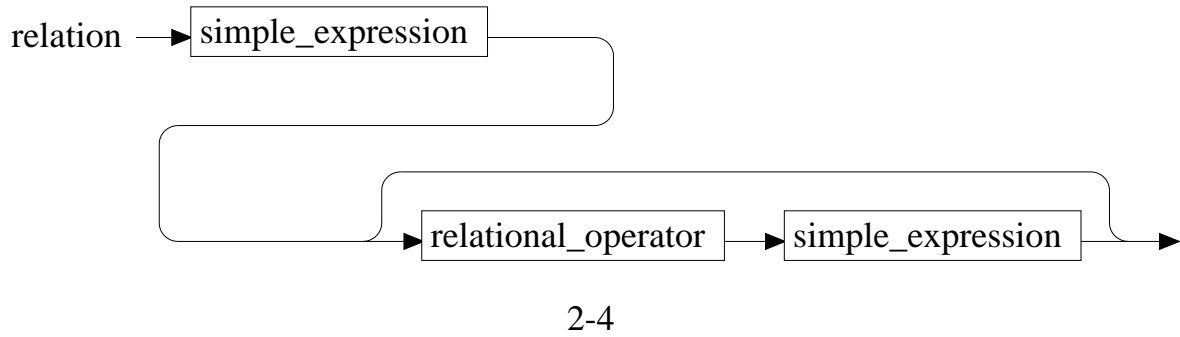 relation simple_expression
relational_operator simple_expression
2-4